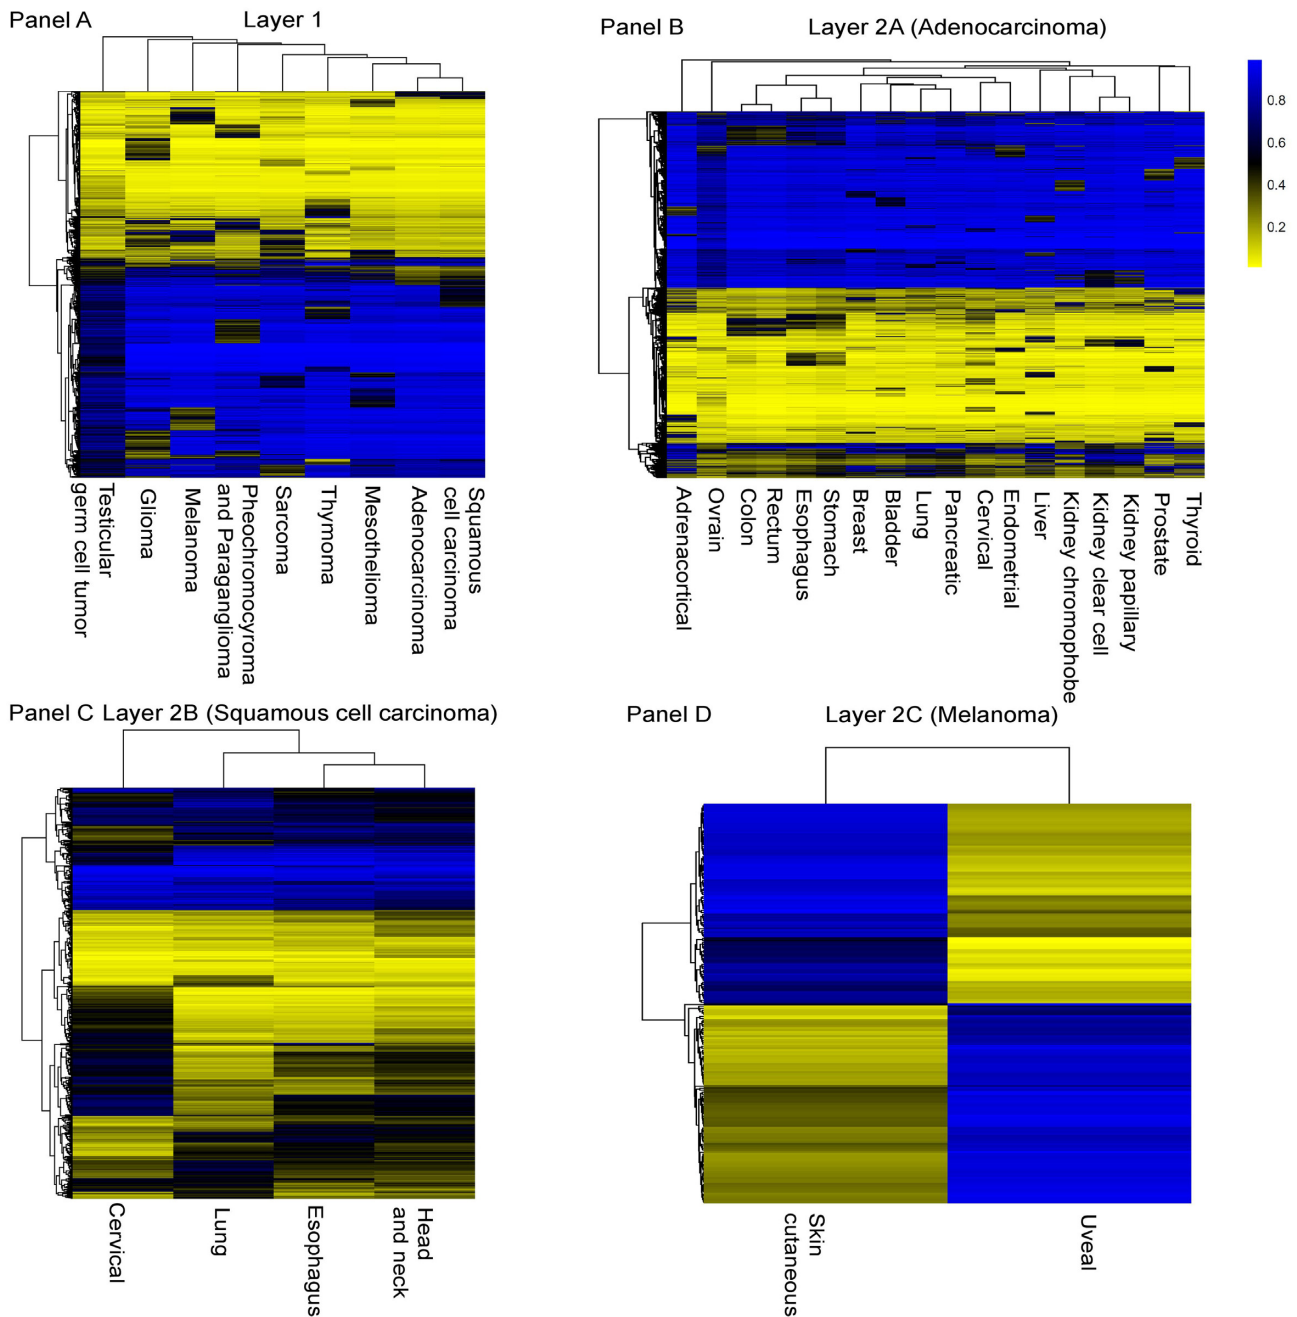 Panel A
Layer 1
Testicular
germ cell tumor
Glioma
Melanoma
Pheochromocyroma
and Paraganglioma
Sarcoma
Thymoma
Mesothelioma
Adenocarcinoma
Squamous
cell carcinoma
Panel B
Layer 2A (Adenocarcinoma)
0.8
0.6
0.4
0.2
Adrenacortical
Ovrain
Colon
Rectum
Esophagus
Stomach
Breast
Bladder
Lung
Pancreatic
Cervical
Endometrial
Liver
Kidney chromophobe
Kidney clear cell
Kidney papillary
Prostate
Thyroid
Panel C Layer 2B (Squamous cell carcinoma)
Cervical
Lung
Esophagus
Head
and neck
Panel D
Layer 2C (Melanoma)
Skin
cutaneous
Uveal